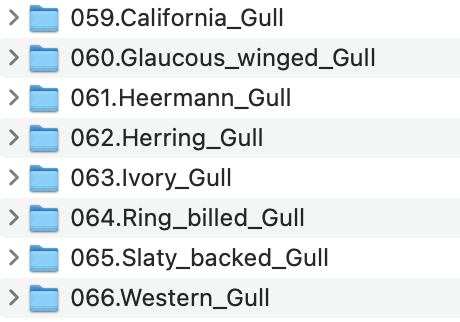 059.California_Gull
060.Glaucous_winged_Gull
061.Heermann_Gull
062.Herring_Gull
063.Ivory_Gull
064.Ring_billed_Gull
065.Slaty_backed_Gull
066.Western_Gull